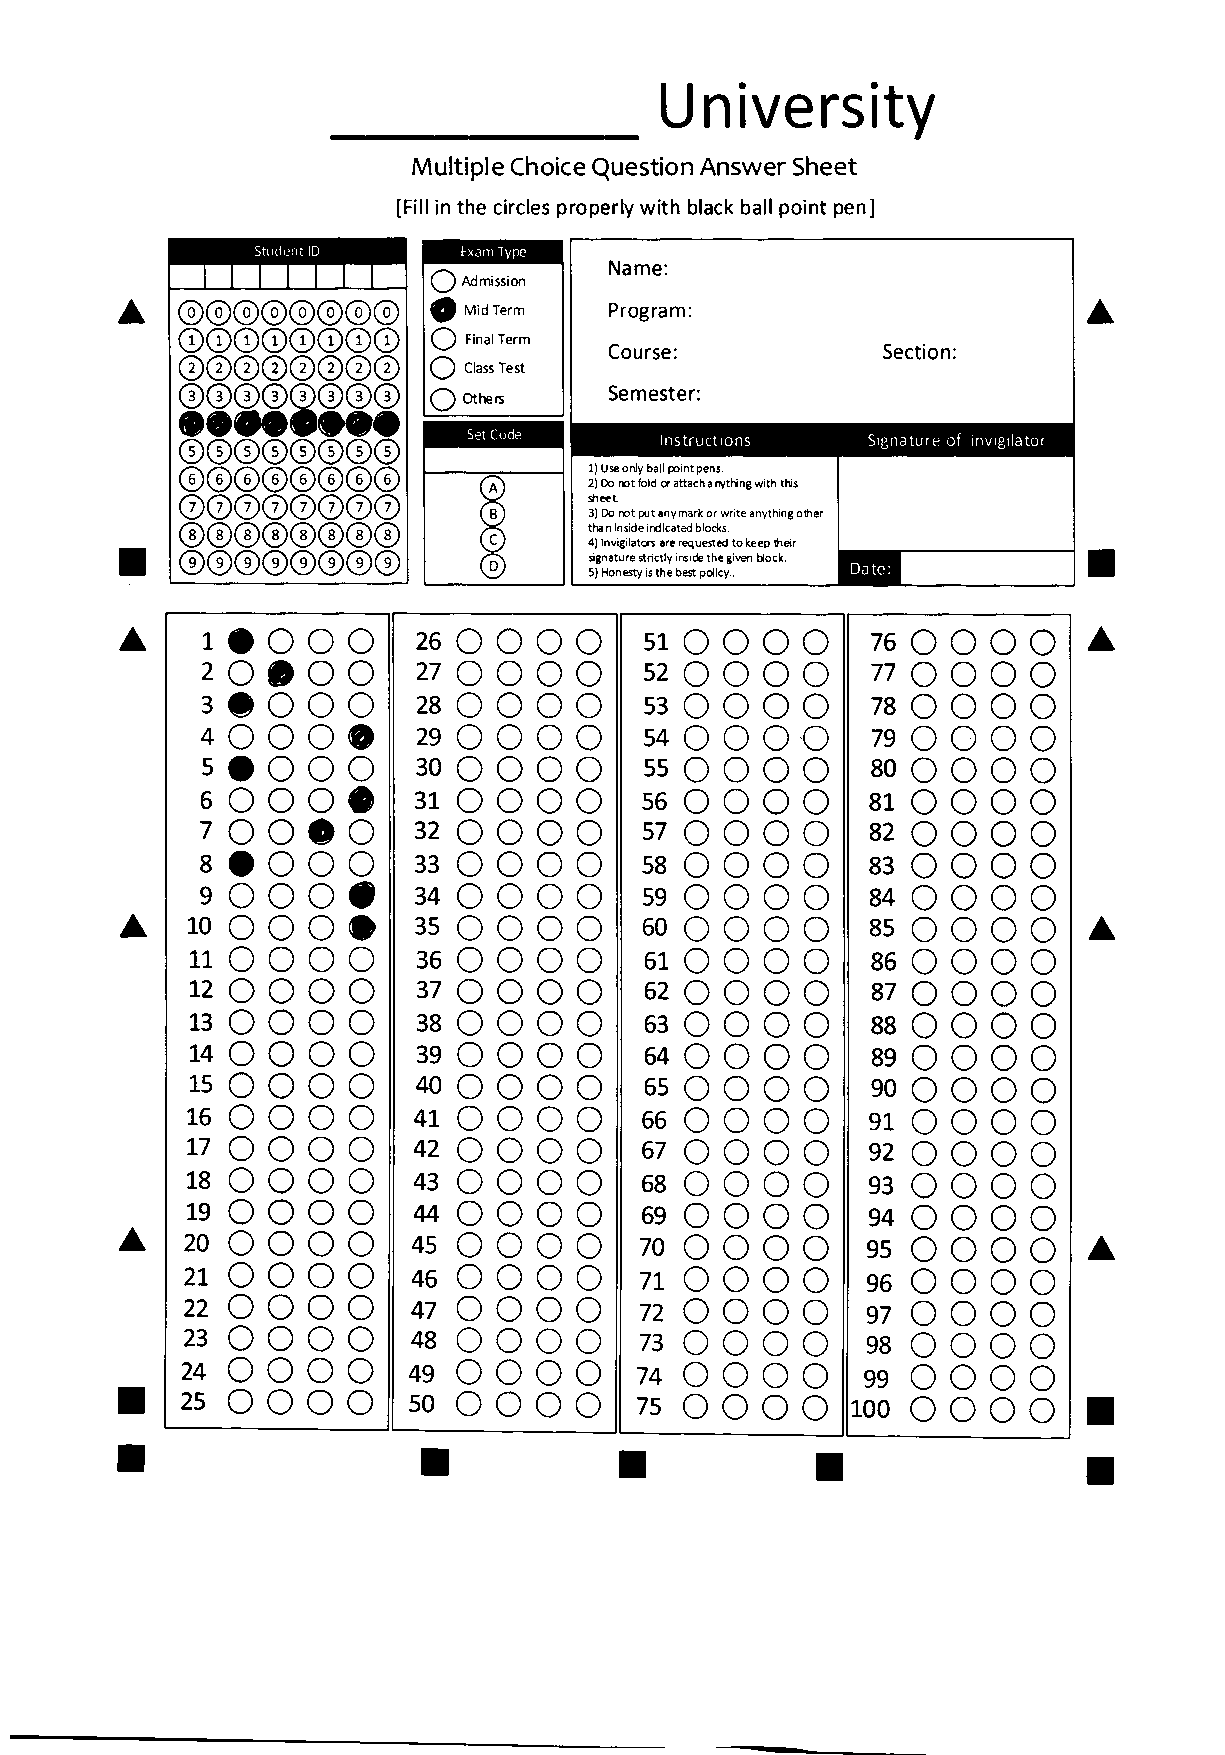 ____________ University
Multiple Choice Question Answer Sheet
[Fill in the circles properly with black ball point pen]
Student ID
0 0 0 0 0 0 0 0
1 1 1 1 1 1 1 1
2 2 2 2 2 2 2 2
3 3 3 3 3 3 3 3
5 5 5 5 5 5 5 5
6 6 6 6 6 6 6 6
7 7 7 7 7 7 7 7
8 8 8 8 8 8 8 8
9 9 9 9 9 9 9 9
Exam Type
Admission
Mid Term
Final Term
Class Test
Others
Set Code
A
B
C
D
Name:
Program:
Course: Section:
Semester:
Instructions
1) Use only ball point pens.
2) Do not fold or attach anything with this
sheet.
3) Do not put any mark or write anything other
than inside indicated blocks.
4) Invigilators are requested to keep their
signature strictly inside the given block.
5) Honesty is the best policy..
Signature of invigilator
Date:
1
2
3
4
5
6
7
8
9
10
11
12
13
14
15
16
17
18
19
20
21
22
23
24
25
26
27
28
29
30
31
32
33
34
35
36
37
38
39
40
41
42
43
44
45
46
47
48
49
50
51
52
53
54
55
56
57
58
59
60
61
62
63
64
65
66
67
68
69
70
71
72
73
74
75
76
77
78
79
80
81
82
83
84
85
86
87
88
89
90
91
92
93
94
95
96
97
98
99
100